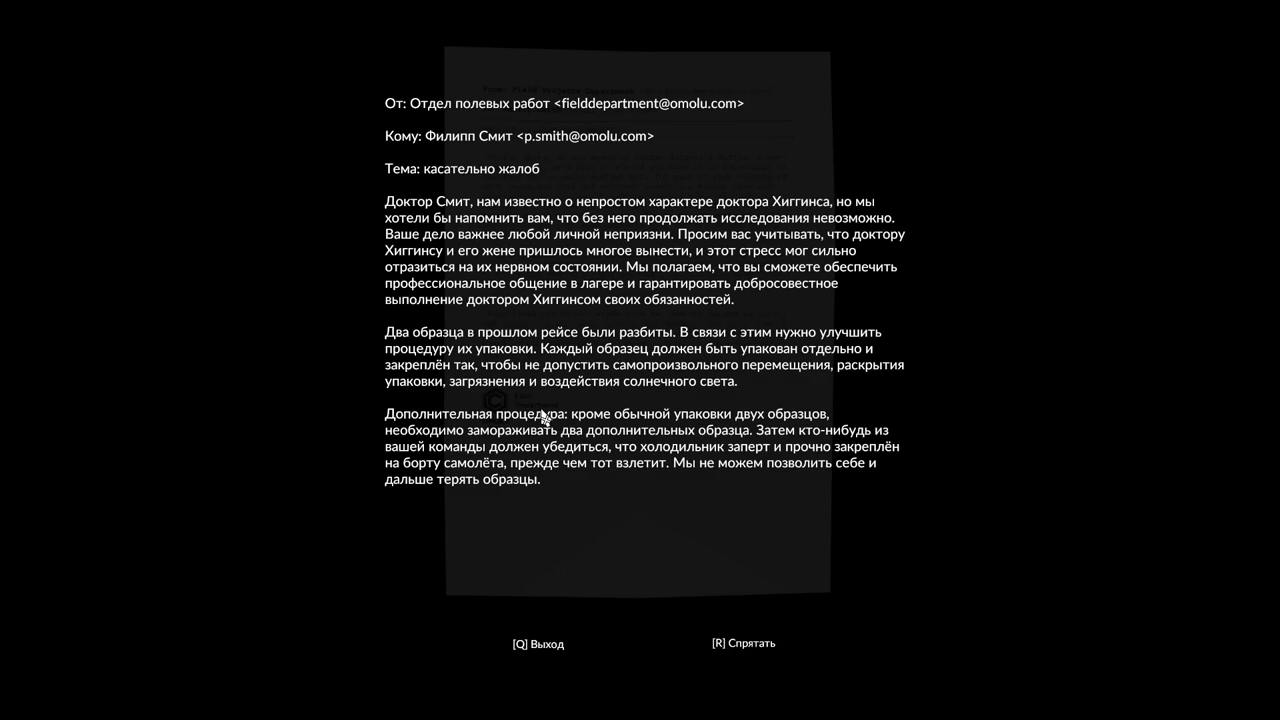 От: Отдел полевых работ <fielddepartment@omolu.com>
Кому: Филипп Смит <p.smith@omolu.com>
Тема: касательно жалоб
Доктор Смит, нам известно о непростом характере доктора Хиггинса, но мы
хотели бы напомнить вам, что без него продолжать исследования невозможно.
Ваше дело важнее любой личной неприязни. Просим вас учитывать, что доктору
Хиггинсу и его жене пришлось многое вынести, и этот стресс мог сильно
отразиться на их нервном состоянии. Мы полагаем, что вы сможете обеспечить
профессиональное общение в лагере и гарантировать добросовестное
выполнение доктором Хиггинсом своих обязанностей.
Два образца в прошлом рейсе были разбиты. В связи с этим нужно улучшить
процедуру их упаковки. Каждый образец должен быть упакован отдельно и
закреплён так, чтобы не допустить самопроизвольного перемещения, раскрытия
упаковки, загрязнения и воздействия солнечного света.
Дополнительная процедура: кроме обычной упаковки двух образцов,
необходимо замораживать два дополнительных образца. Затем кто-нибудь из
вашей команды должен убедиться, что холодильник заперт и прочно закреплён
на борту самолёта, прежде чем тот взлетит. Мы не можем позволить себе и
дальше терять образцы.
[Q] Выход
[R] Спрятать